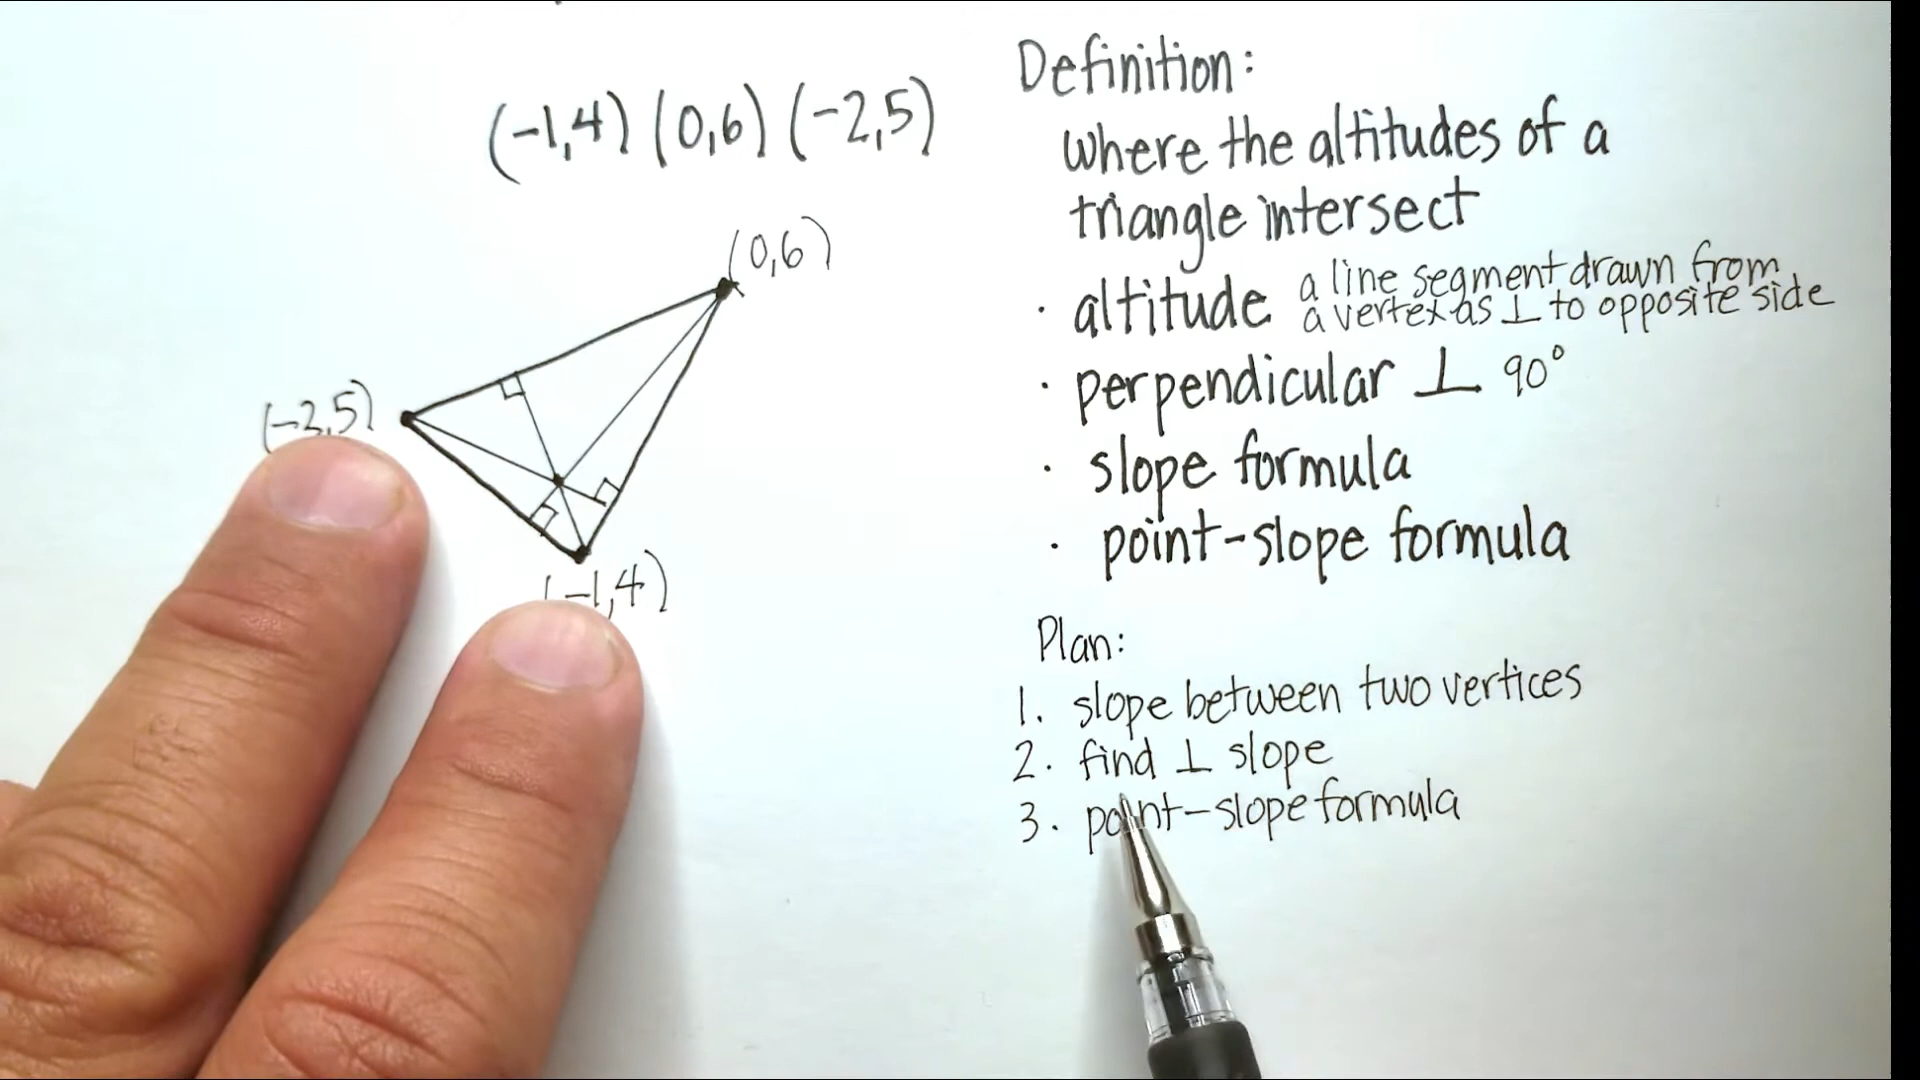 (-1,4) (0,6) (-2,5)
(0,6)
(-2,5)
(-1,4)
Definition:
where the altitudes of a
triangle intersect
· altitude a line segment drawn from
a vertex as ⊥ to opposite side
· perpendicular ⊥ 90°
· slope formula
· point-slope formula
Plan:
1. slope between two vertices
2. find ⊥ slope
3. point-slope formula